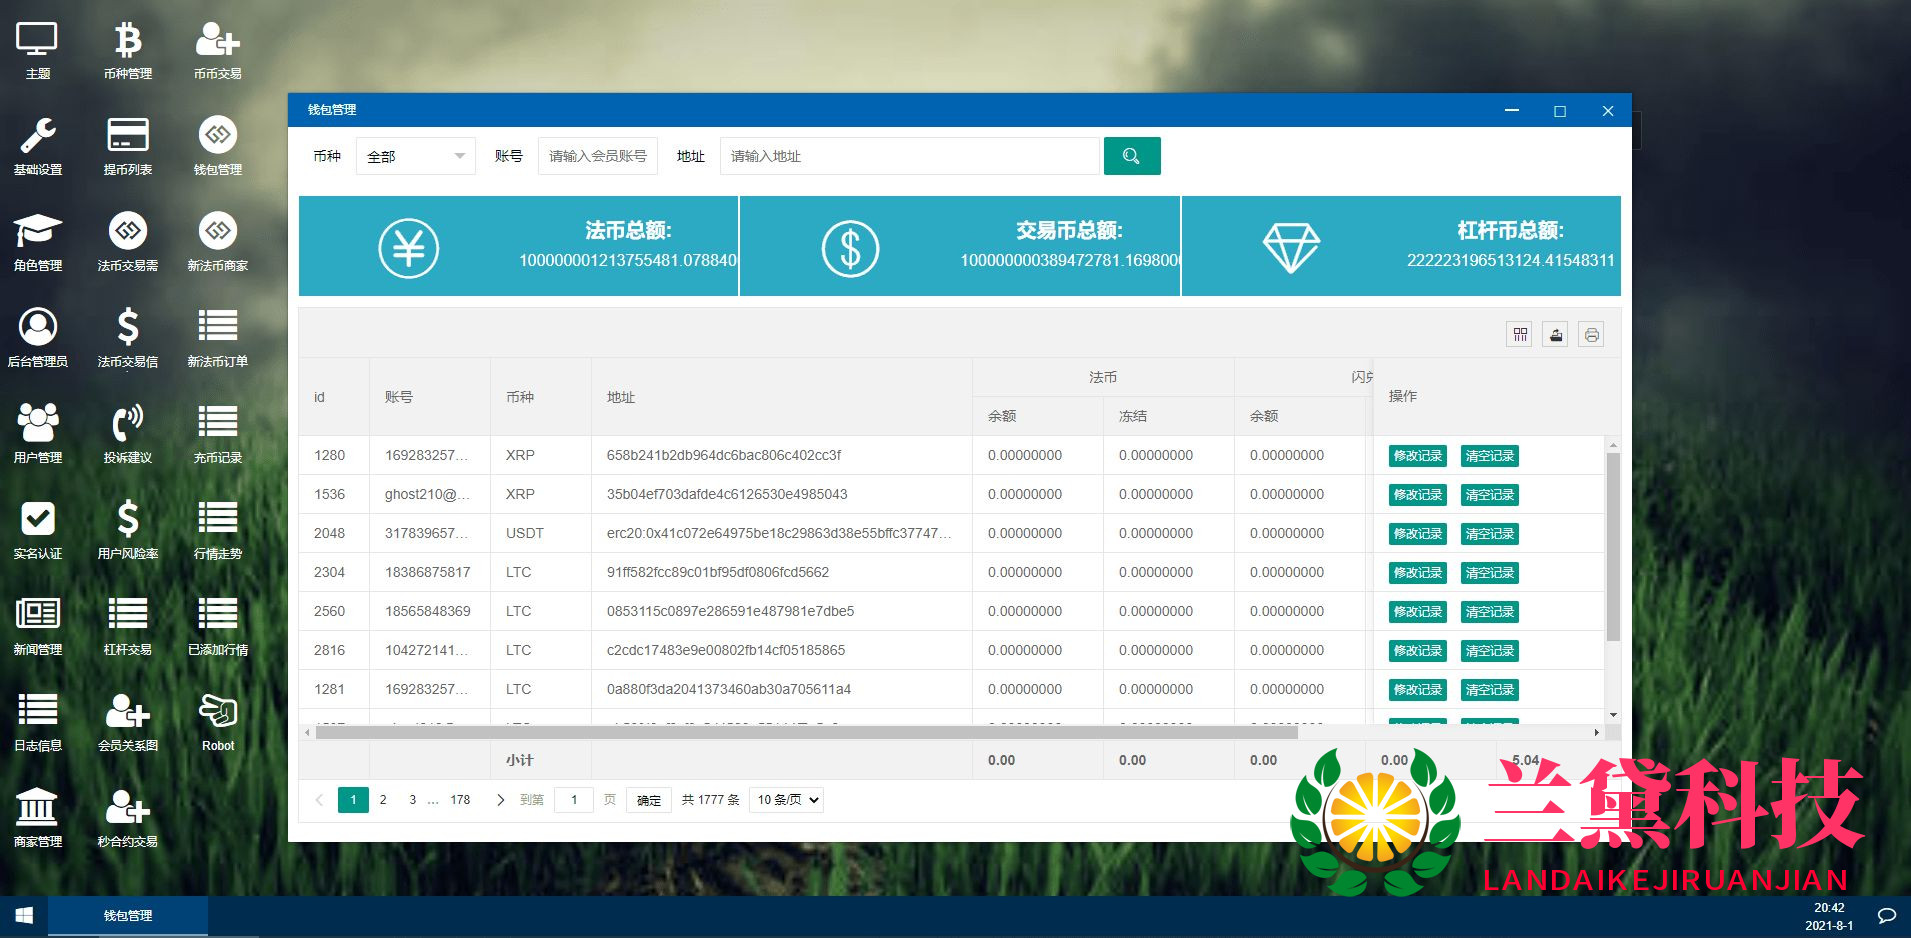 主题
币种管理
币币交易
基础设置
提币列表
钱包管理
角色管理
法币交易需
新法币商家
后台管理员
法币交易信
新法币订单
用户管理
投诉建议
充币记录
实名认证
用户风险率
行情走势
新闻管理
杠杆交易
已添加行情
日志信息
会员关系图
Robot
商家管理
秒合约交易
钱包管理
币种 全部 账号 请输入会员账号 地址 请输入地址
法币总额:
100000001213755481.078840
交易币总额:
100000000389472781.169800
杠杆币总额:
222223196513124.41548311
id 账号 币种 地址 法币 闪 操作
余额 冻结 余额
1280 169283257... XRP 658b241b2db964dc6bac806c402cc3f 0.00000000 0.00000000 0.00000000 修改记录 清空记录
1536 ghost210@... XRP 35b04ef703dafde4c6126530e4985043 0.00000000 0.00000000 0.00000000 修改记录 清空记录
2048 317839657... USDT erc20:0x41c072e64975be18c29863d38e55bffc37747... 0.00000000 0.00000000 0.00000000 修改记录 清空记录
2304 18386875817 LTC 91ff582fcc89c01bf95df0806fcd5662 0.00000000 0.00000000 0.00000000 修改记录 清空记录
2560 18565848369 LTC 0853115c0897e286591e487981e7dbe5 0.00000000 0.00000000 0.00000000 修改记录 清空记录
2816 104272141... LTC c2cdc17483e9e00802fb14cf05185865 0.00000000 0.00000000 0.00000000 修改记录 清空记录
1281 169283257... LTC 0a880f3da2041373460ab30a705611a4 0.00000000 0.00000000 0.00000000 修改记录 清空记录
小计 0.00 0.00 0.00 0.00 5.04
1 2 3 … 178 到第 1 页 确定 共 1777 条 10 条/页
兰黛科技
LANDAIKEJIRUANJIAN
钱包管理
20:42
2021-8-1